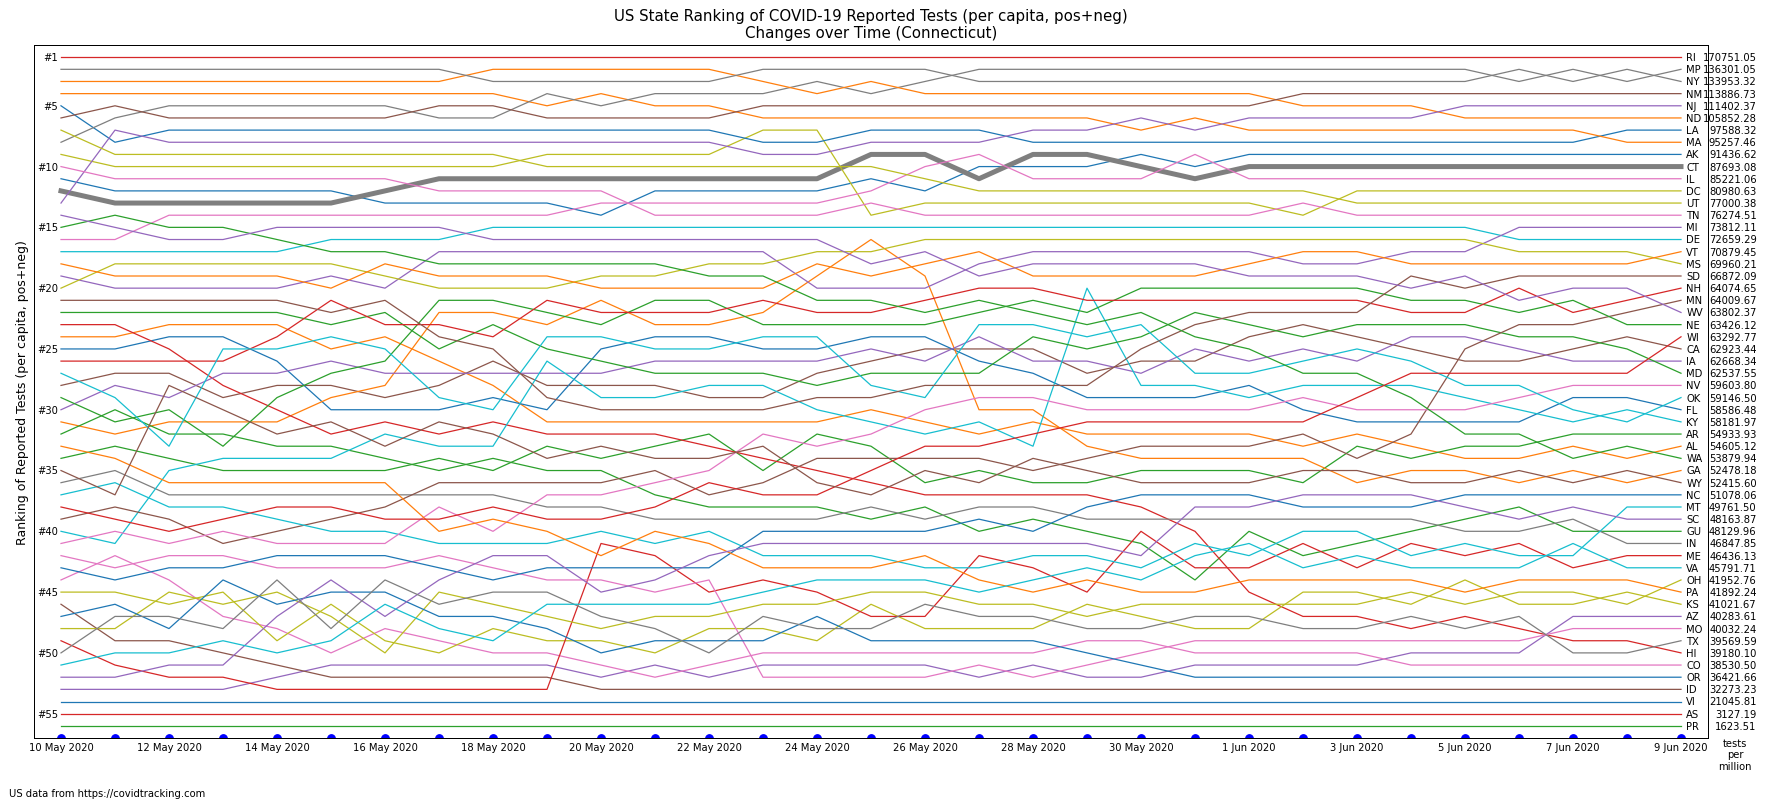 US State Ranking of COVID-19 Reported Tests (per capita, pos+neg)
Changes over Time (Connecticut)
Ranking of Reported Tests (per capita, pos+neg)
#1
#5
#10
#15
#20
#25
#30
#35
#40
#45
#50
#55
RI 170751.05
MP 136301.05
NY 133953.32
NM 113886.73
NJ 111402.37
ND 105852.28
LA 97588.32
MA 95257.46
AK 91436.62
CT 87693.08
IL 85221.06
DC 80980.63
UT 77000.38
TN 76274.51
MI 73812.11
DE 72659.29
VT 70879.45
MS 69960.21
SD 66872.09
NH 64074.65
MN 64009.67
WV 63802.37
NE 63426.12
WI 63292.77
CA 62923.44
IA 62668.34
MD 62537.55
NV 59603.80
OK 59146.50
FL 58586.48
KY 58181.97
AR 54933.93
AL 54605.12
WA 53879.94
GA 52478.18
WY 52415.60
NC 51078.06
MT 49761.50
SC 48163.87
GU 48129.96
IN 46847.85
ME 46436.13
VA 45791.71
OH 41952.76
PA 41892.24
KS 41021.67
AZ 40283.61
MO 40032.24
TX 39569.59
HI 39180.10
CO 38530.50
OR 36421.66
ID 32273.23
VI 21045.81
AS 3127.19
PR 1623.51
10 May 2020 12 May 2020 14 May 2020 16 May 2020 18 May 2020 20 May 2020 22 May 2020 24 May 2020 26 May 2020 28 May 2020 30 May 2020 1 Jun 2020 3 Jun 2020 5 Jun 2020 7 Jun 2020 9 Jun 2020
tests
per
million
US data from https://covidtracking.com